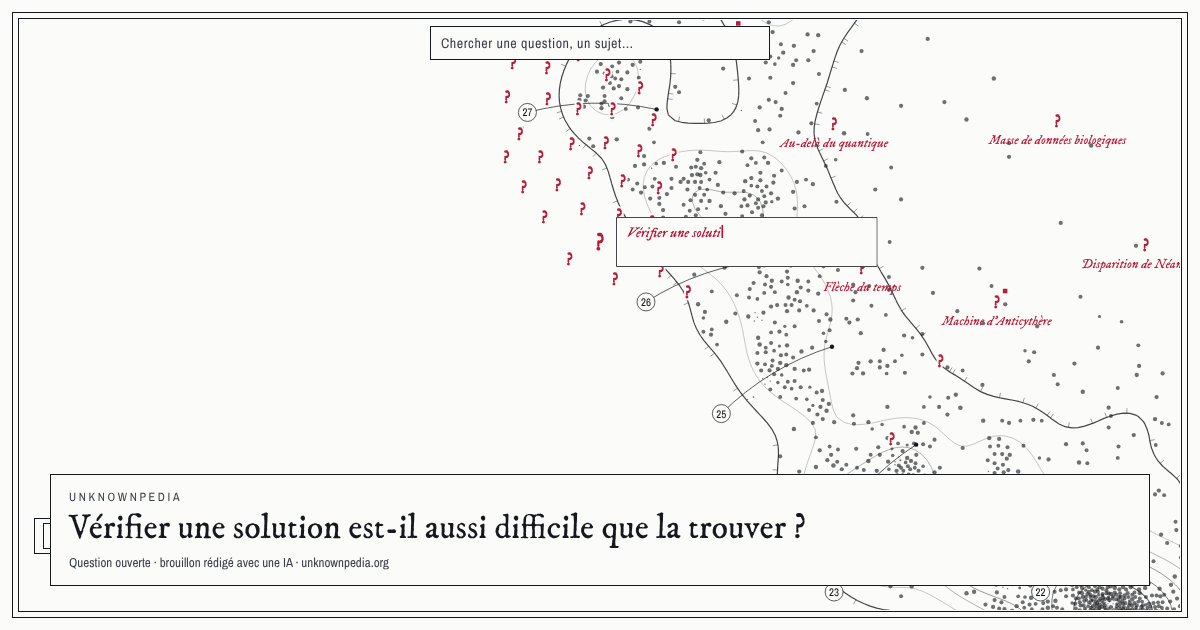 Chercher une question, un sujet…
27
Au-delà du quantique
Masse de données biologiques
Vérifier une soluti
Disparition de Néan
Flèche du temps
26
Machine d'Anticythère
25
UNKNOWNPEDIA
Vérifier une solution est-il aussi difficile que la trouver ?
Question ouverte · brouillon rédigé avec une IA · unknownpedia.org
23
22